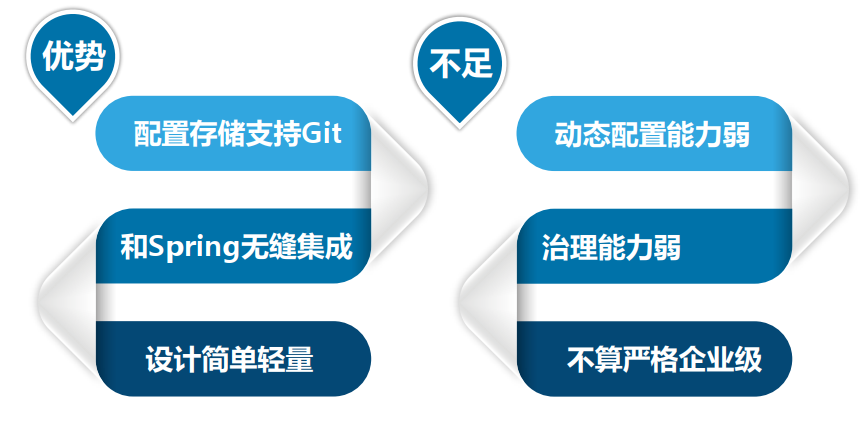 优势
配置存储支持Git
和Spring无缝集成
设计简单轻量
不足
动态配置能力弱
治理能力弱
不算严格企业级